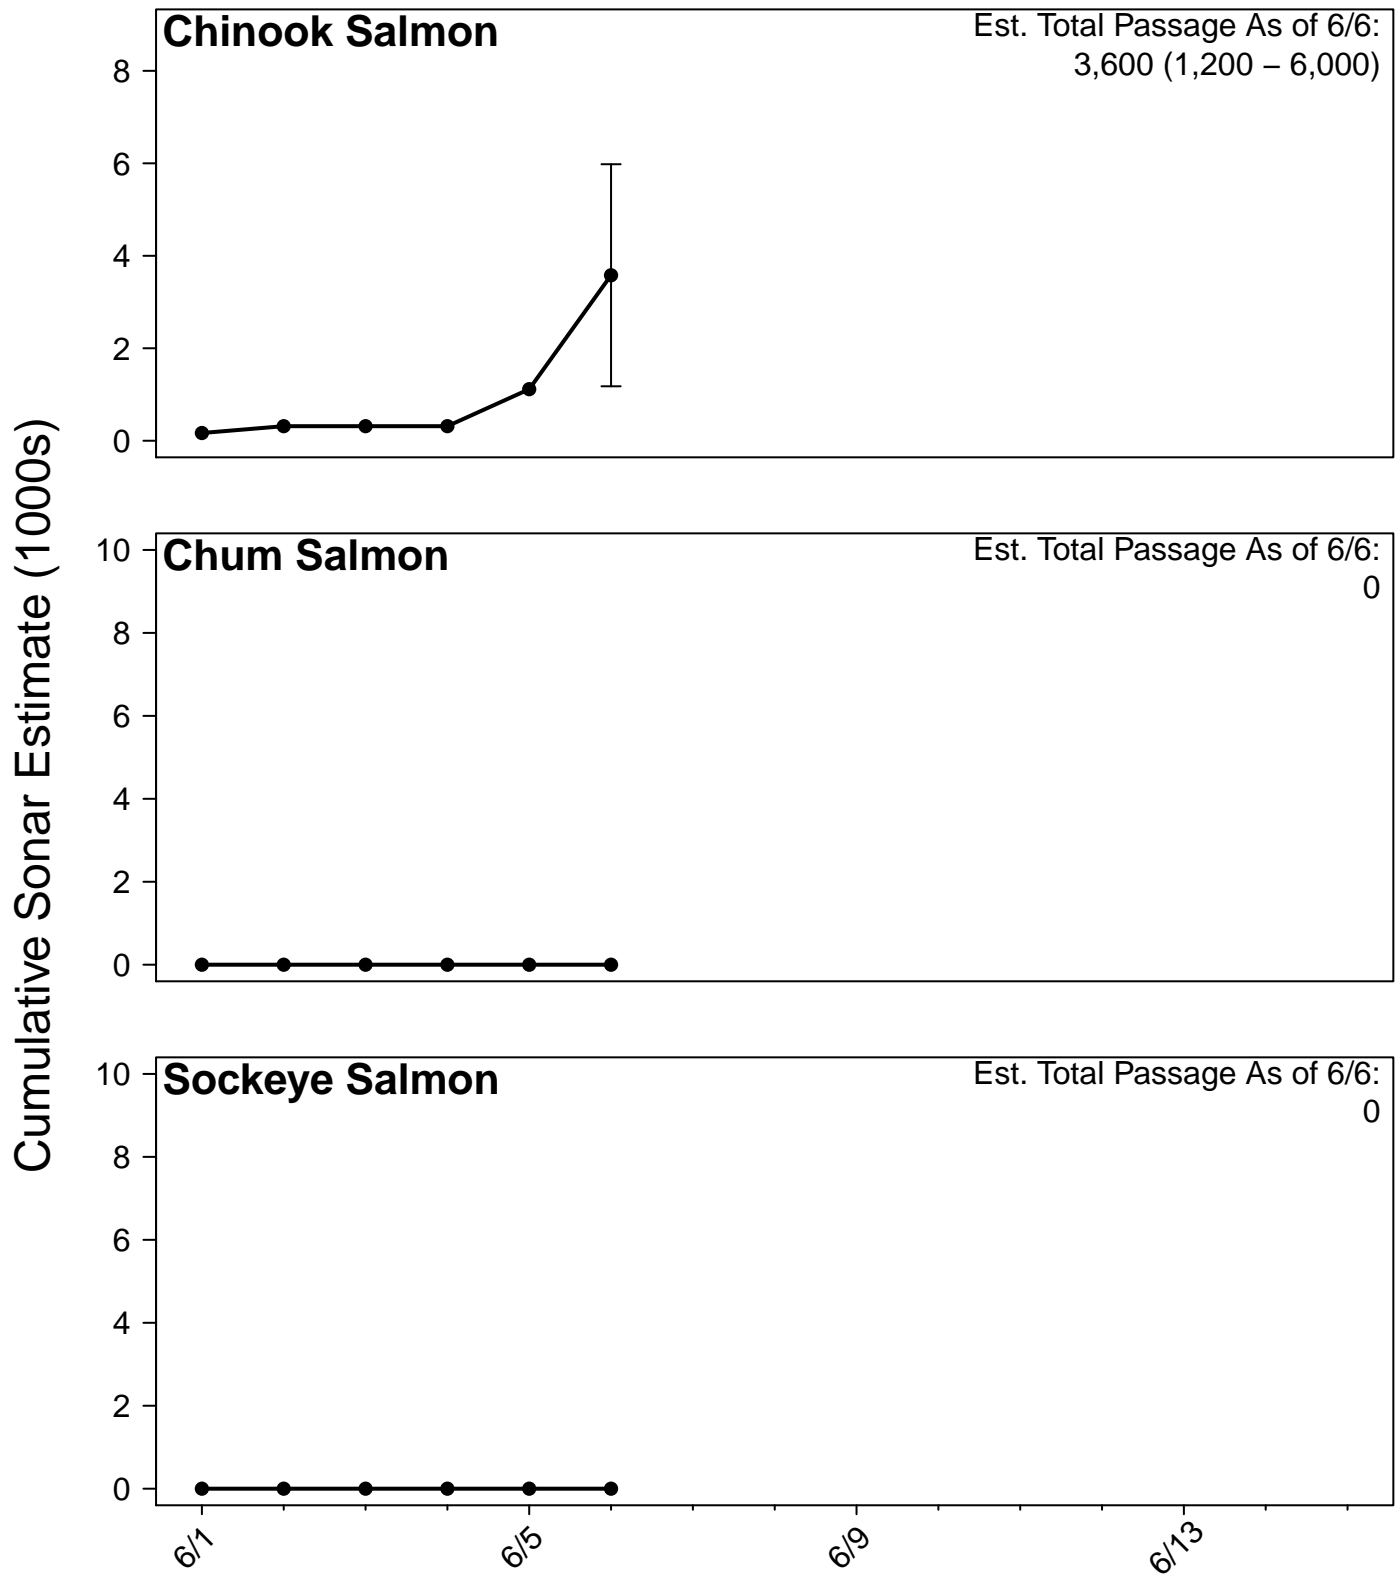 Cumulative Sonar Estimate (1000s)
Chinook Salmon
Est. Total Passage As of 6/6:
3,600 (1,200 – 6,000)
8
6
4
2
0
Chum Salmon
Est. Total Passage As of 6/6:
0
10
8
6
4
2
0
Sockeye Salmon
Est. Total Passage As of 6/6:
0
10
8
6
4
2
0
6/1
6/5
6/9
6/13